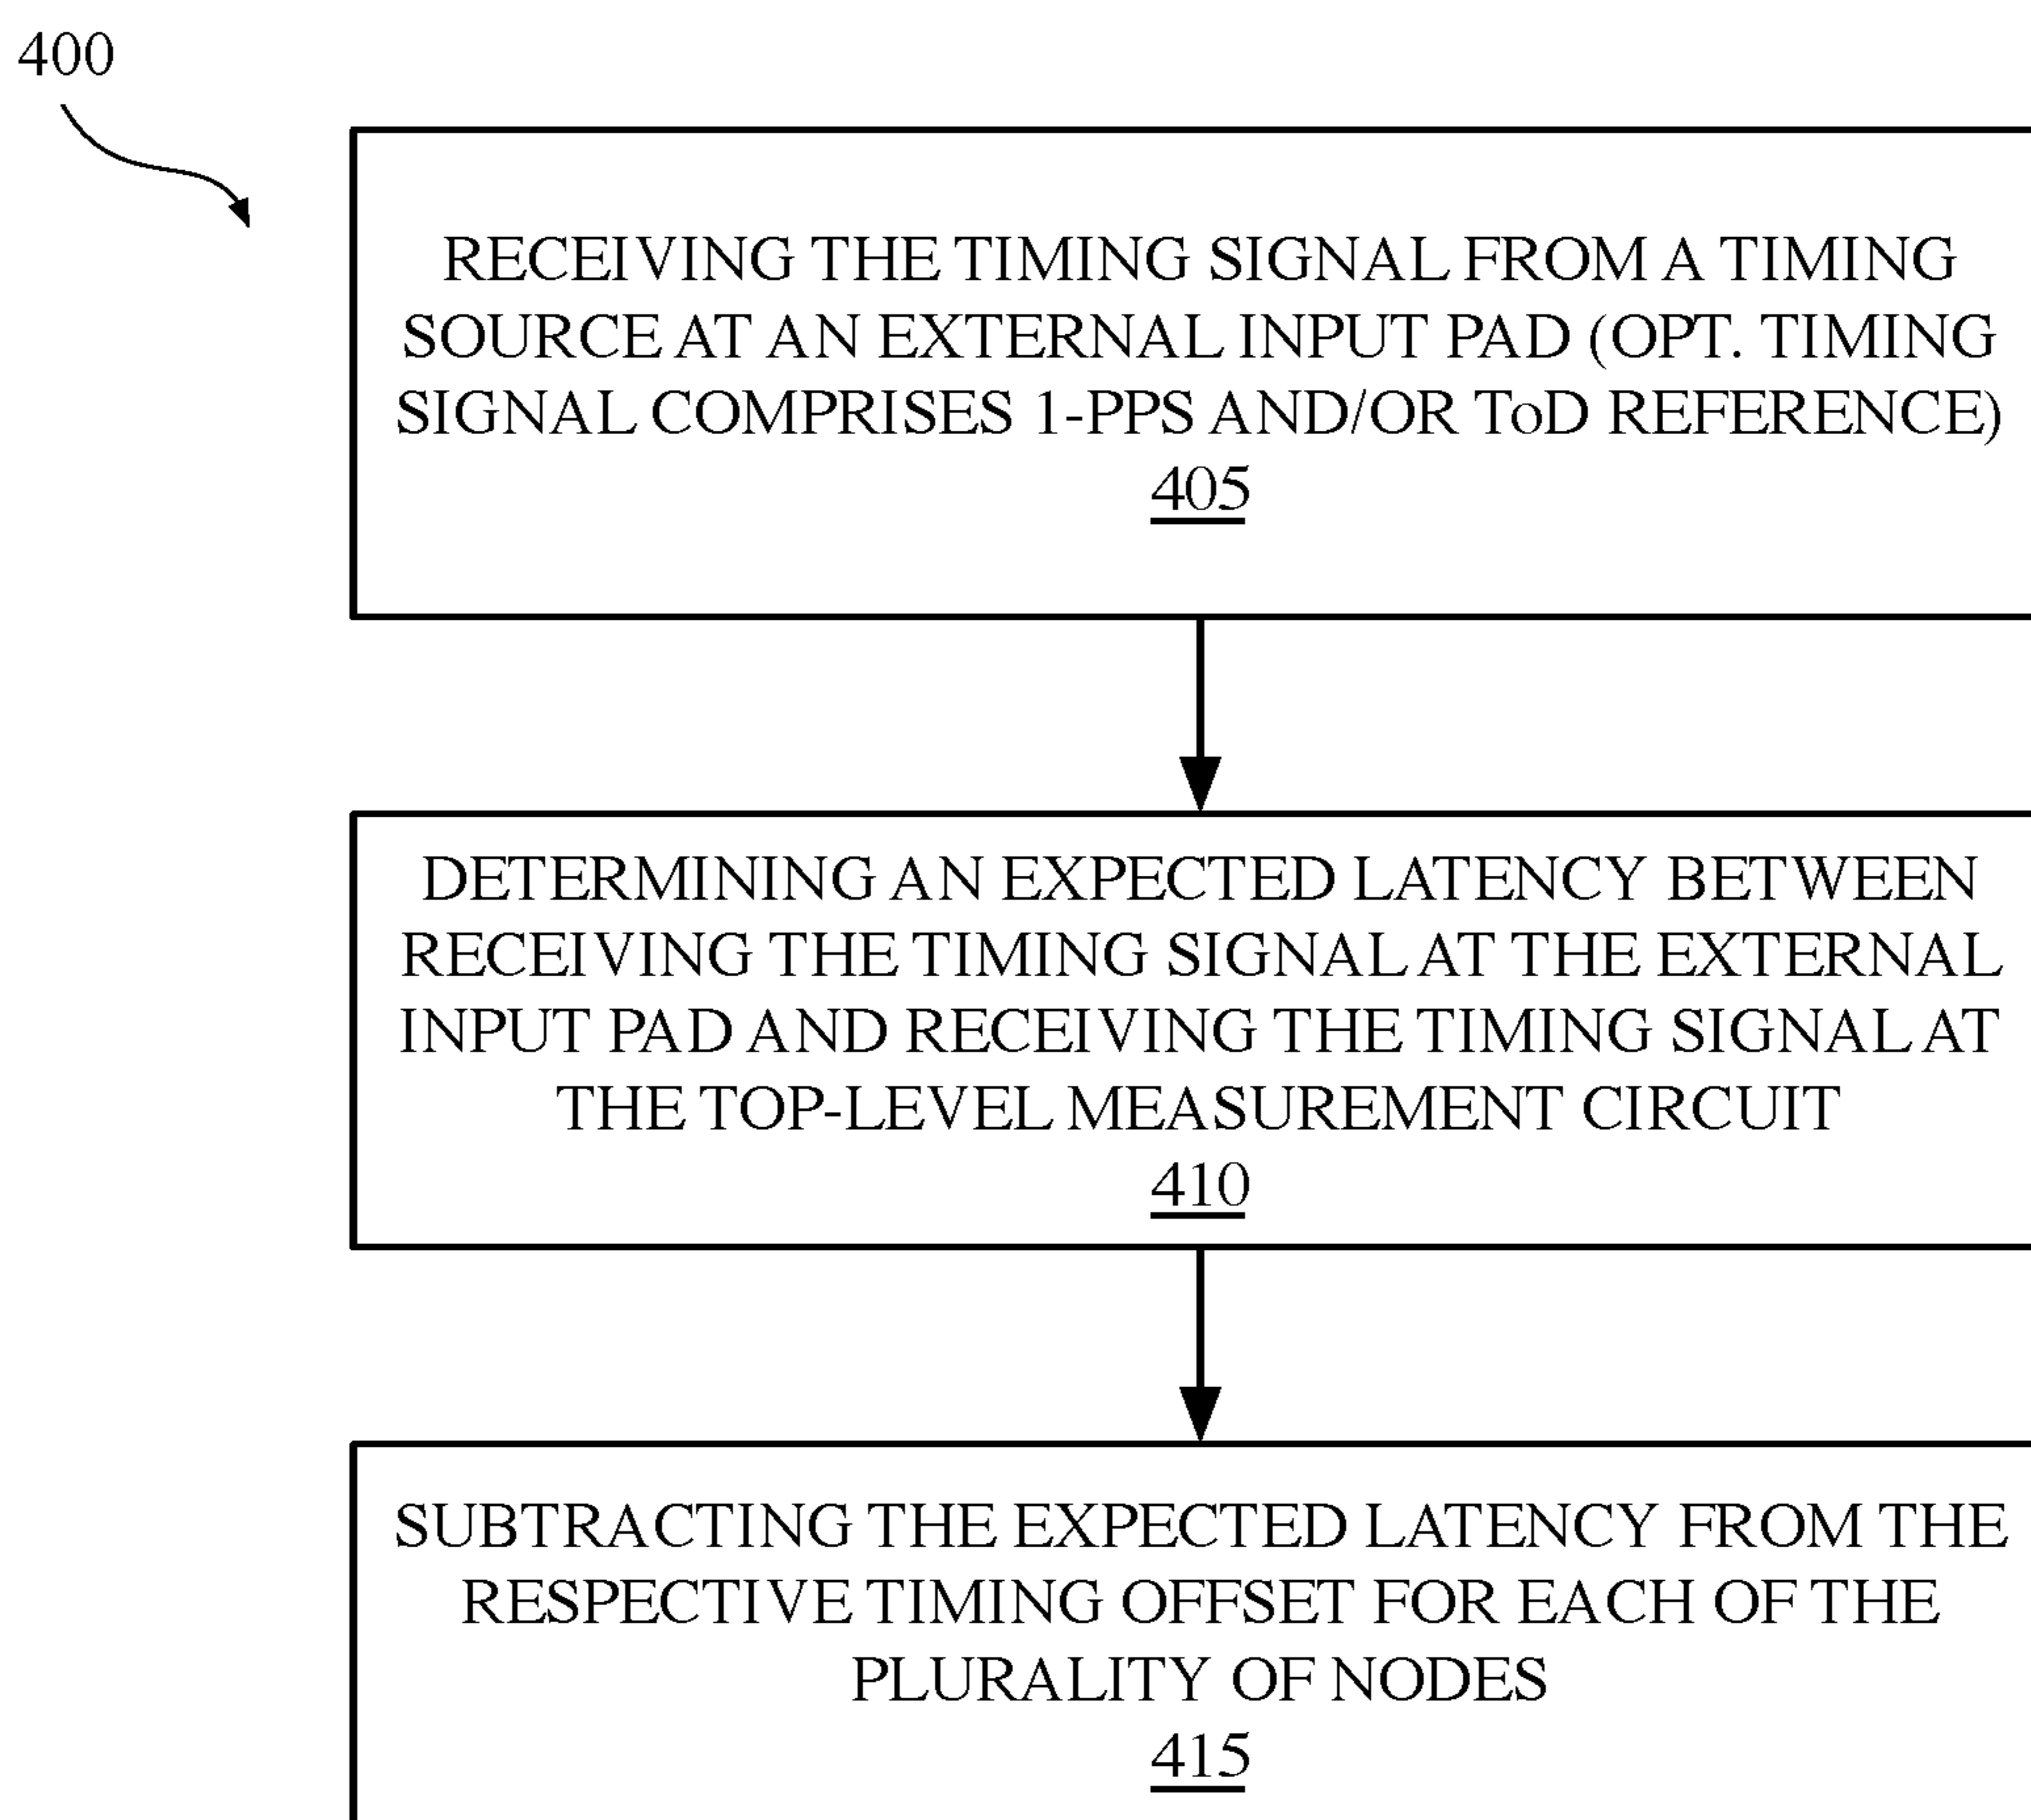 400
RECEIVING THE TIMING SIGNAL FROM A TIMING
SOURCE AT AN EXTERNAL INPUT PAD (OPT. TIMING
SIGNAL COMPRISES 1-PPS AND/OR ToD REFERENCE)
405
DETERMINING AN EXPECTED LATENCY BETWEEN
RECEIVING THE TIMING SIGNAL AT THE EXTERNAL
INPUT PAD AND RECEIVING THE TIMING SIGNAL AT
THE TOP-LEVEL MEASUREMENT CIRCUIT
410
SUBTRACTING THE EXPECTED LATENCY FROM THE
RESPECTIVE TIMING OFFSET FOR EACH OF THE
PLURALITY OF NODES
415